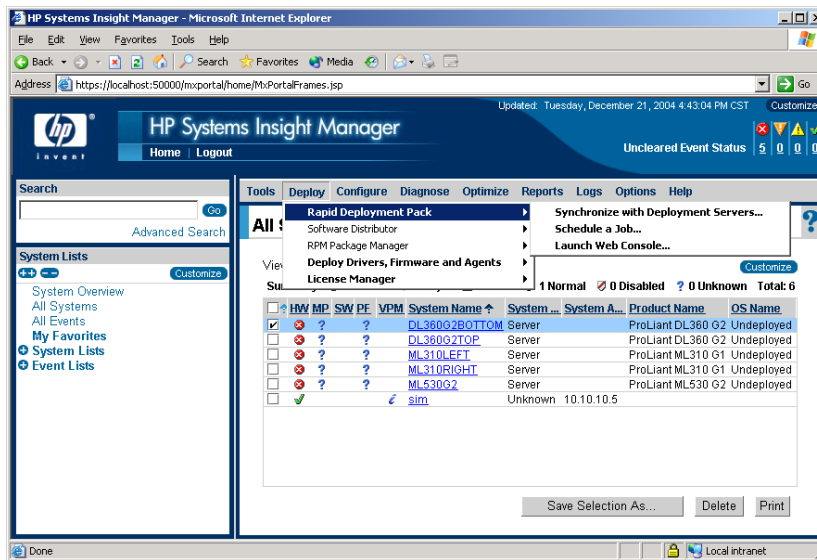 HP Systems Insight Manager - Microsoft Internet Explorer
File Edit View Favorites Tools Help
Back Search Favorites Media
Address https://localhost:50000/mxportal/home/MxPortalFrames.jsp Go
Updated: Tuesday, December 21, 2004 4:43:04 PM CST Customize
hp
invent
HP Systems Insight Manager
Home | Logout
Uncleared Event Status 5 0 0 0
Search
Go
Advanced Search
System Lists
Customize
System Overview
All Systems
All Events
My Favorites
System Lists
Event Lists
Tools Deploy Configure Diagnose Optimize Reports Logs Options Help
Rapid Deployment Pack
Software Distributor
RPM Package Manager
Deploy Drivers, Firmware and Agents
License Manager
Synchronize with Deployment Servers...
Schedule a Job...
Launch Web Console...
All
?
Customize
1 Normal 0 Disabled ? 0 Unknown Total: 6
HW MP SW PF VPM System Name System ... System A... Product Name OS Name
? ? DL360G2BOTTOM Server ProLiant DL360 G2 Undeployed
? ? DL360G2TOP Server ProLiant DL360 G2 Undeployed
? ? ML310LEFT Server ProLiant ML310 G1 Undeployed
? ? ML310RIGHT Server ProLiant ML310 G1 Undeployed
? ? ML530G2 Server ProLiant ML530 G2 Undeployed
i sim Unknown 10.10.10.5
Save Selection As... Delete Print
Done Local intranet